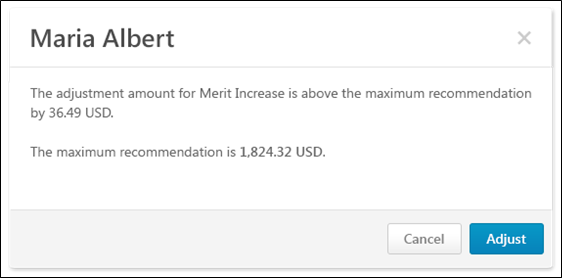 Maria Albert
The adjustment amount for Merit Increase is above the maximum recommendation
by 36.49 USD.
The maximum recommendation is 1,824.32 USD.
Cancel
Adjust